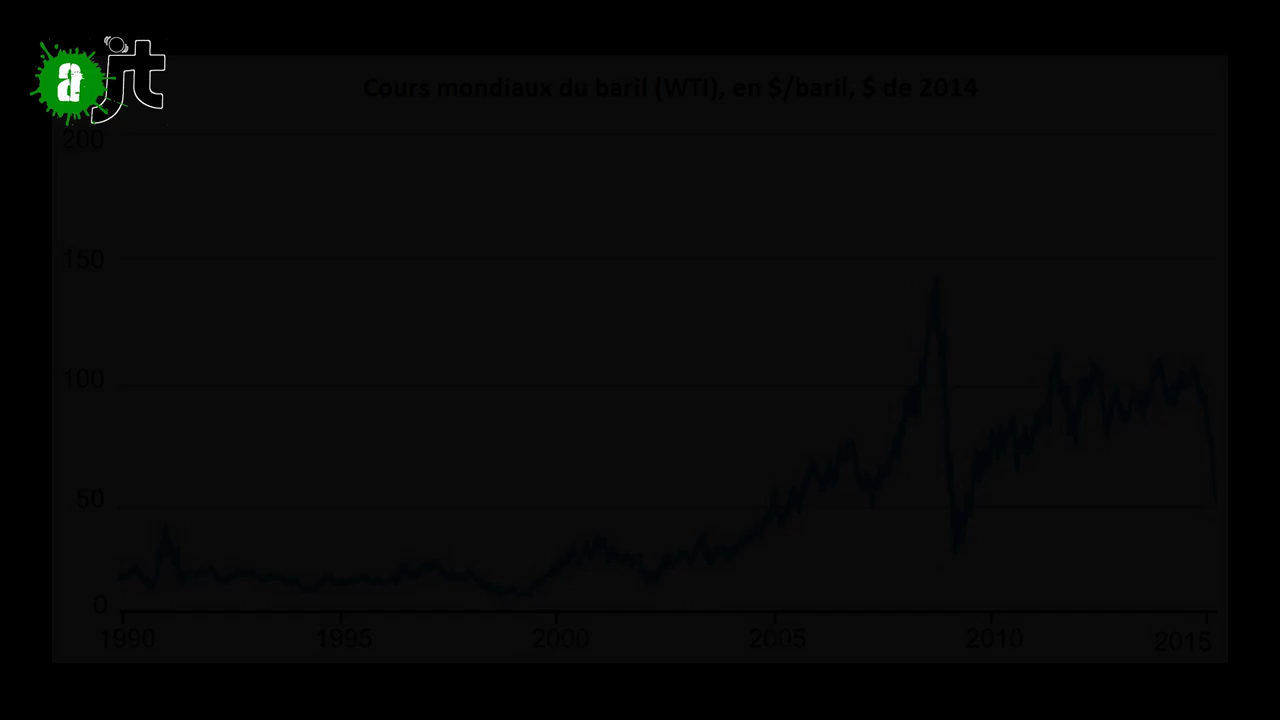 a jt
Cours mondiaux du baril (WTI), en $/baril, $ de 2014
200
150
100
50
0
1990 1995 2000 2005 2010 2015